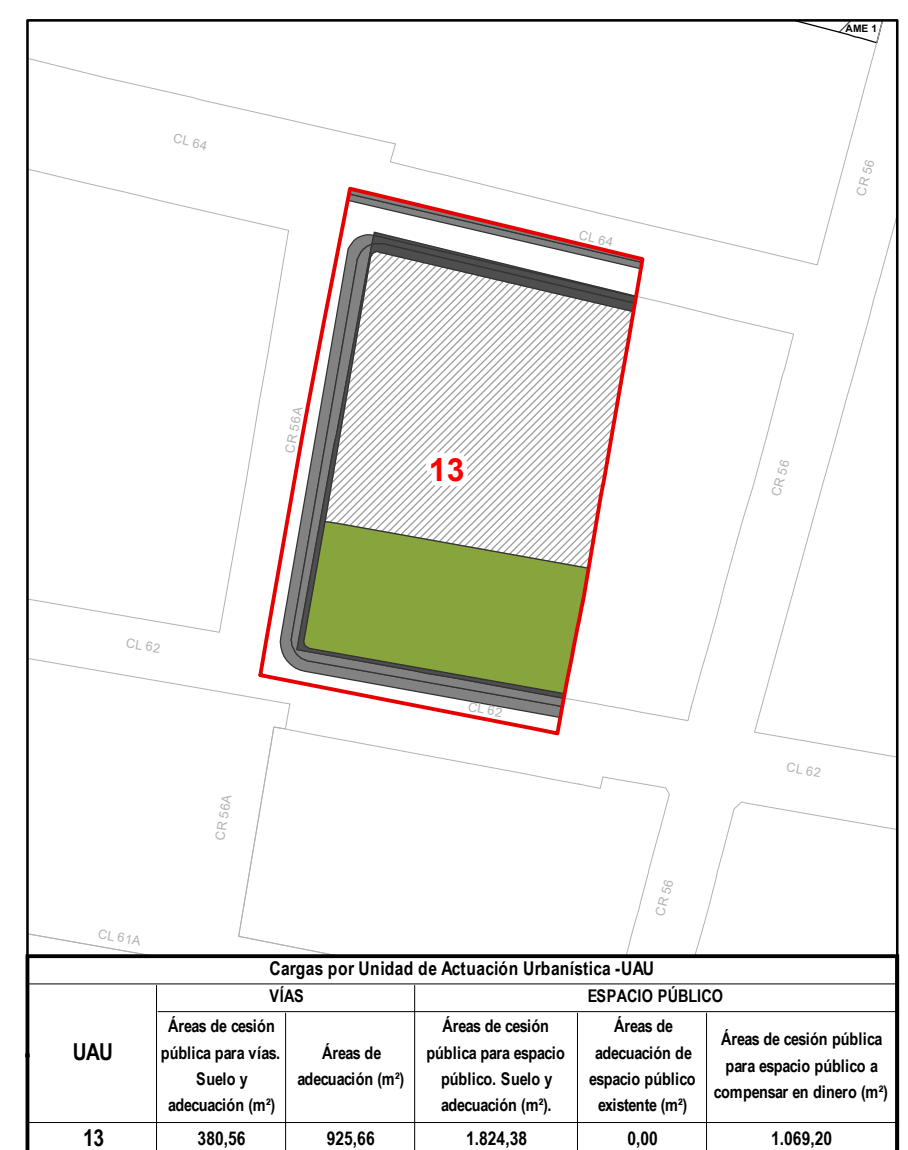 AME 1
CL 64
CR 56
CL 64
CR 56A
13
CR 56
CL 62
CL 62
CL 62
CR 56A
CR 56
CL 61A
Cargas por Unidad de Actuación Urbanística -UAU
VÍAS
ESPACIO PÚBLICO
UAU
Áreas de cesión
pública para vías.
Suelo y
adecuación (m²)
Áreas de
adecuación (m²)
Áreas de cesión
pública para espacio
público. Suelo y
adecuación (m²).
Áreas de
adecuación de
espacio público
existente (m²)
Áreas de cesión pública
para espacio público a
compensar en dinero (m²)
13 380,56 925,66 1.824,38 0,00 1.069,20